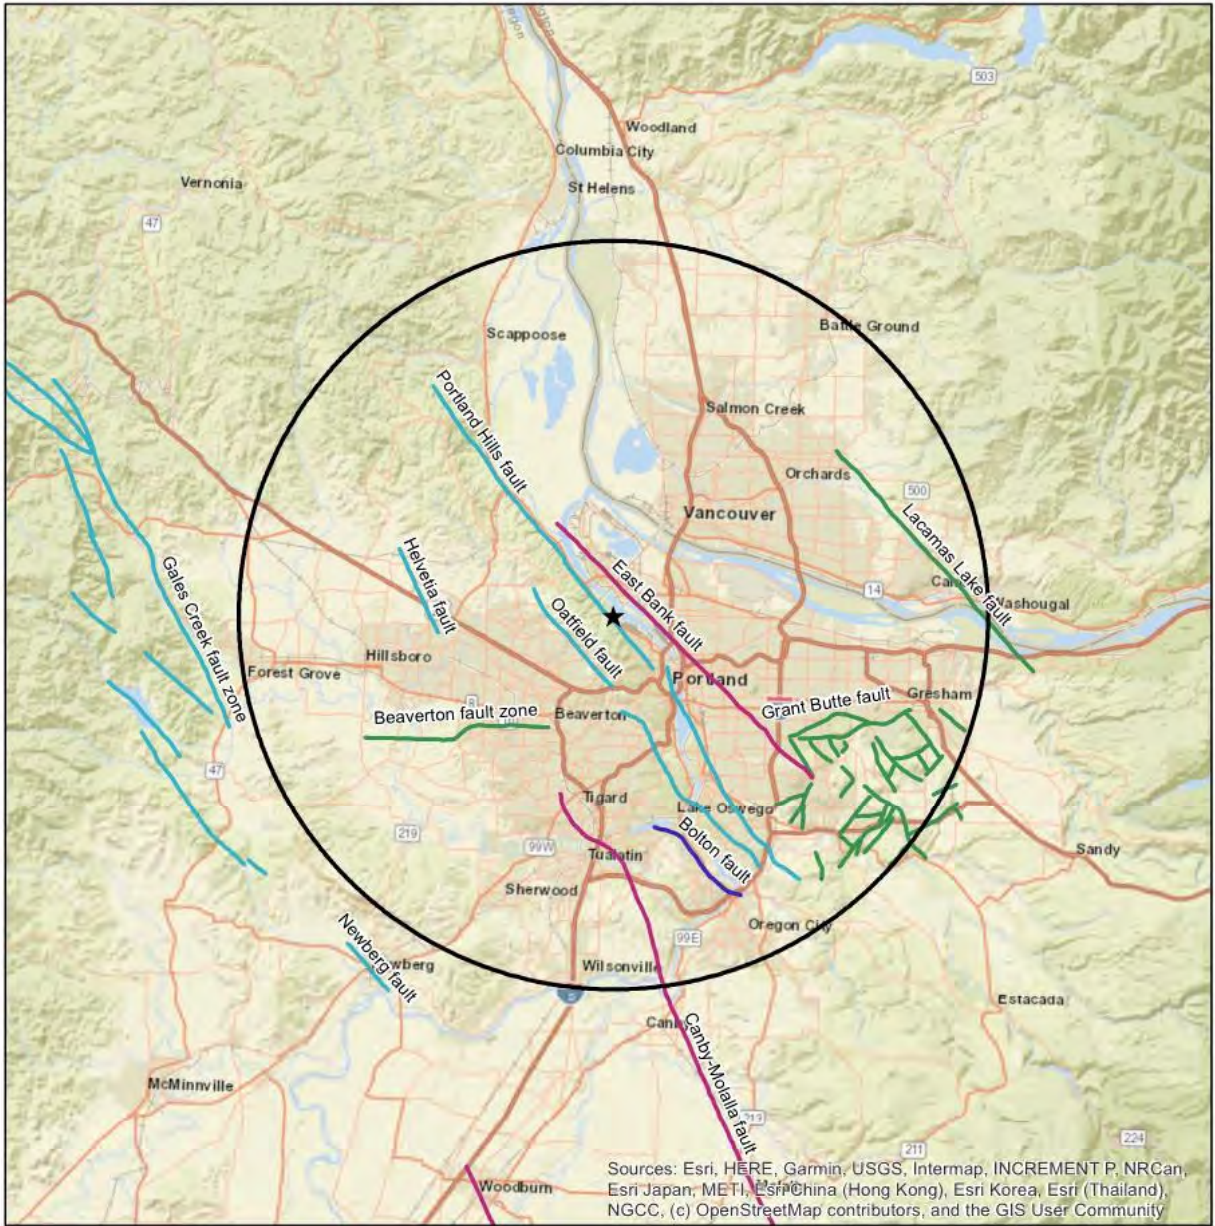 503
Woodland
Columbia City
Vernonia
St Helens
47
Scappoose
Battle Ground
Portland Hills fault
Salmon Creek
Orchards
500
Lacamas Lake fault
Vancouver
Helvetia fault
East Bank fault
14
Washougal
Gales Creek fault zone
Oatfield fault
Hillsboro
Forest Grove
Portland
Gresham
Grant Butte fault
8
Beaverton fault zone
Beaverton
47
Tigard
Lake Oswego
219
99W
Bolton fault
Tualatin
Sandy
Sherwood
Oregon City
Newberg fault
99E
Wilsonville
Estacada
Canby-Molalla fault
McMinnville
213
224
211
Woodburn
Sources: Esri, HERE, Garmin, USGS, Intermap, INCREMENT P, NRCan,
Esri Japan, METI, Esri China (Hong Kong), Esri Korea, Esri (Thailand),
NGCC, (c) OpenStreetMap contributors, and the GIS User Community